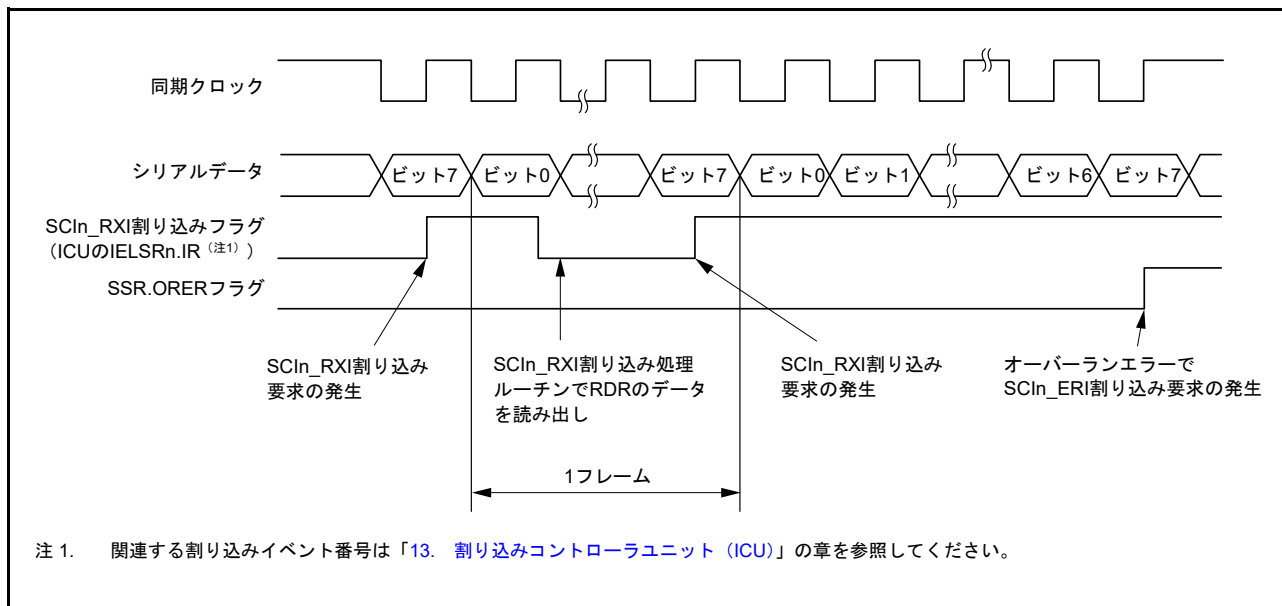 同期クロック
シリアルデータ
ビット7
ビット0
ビット7
ビット0
ビット1
ビット6
ビット7
SCIn_RXI割り込みフラグ
（ICUのIELSRn.IR（注1））
SSR.ORERフラグ
SCIn_RXI割り込み
要求の発生
SCIn_RXI割り込み処理
ルーチンでRDRのデータ
を読み出し
SCIn_RXI割り込み
要求の発生
オーバーランエラーで
SCIn_ERI割り込み要求の発生
1フレーム
注 1. 関連する割り込みイベント番号は「13. 割り込みコントローラユニット（ICU）」の章を参照してください。